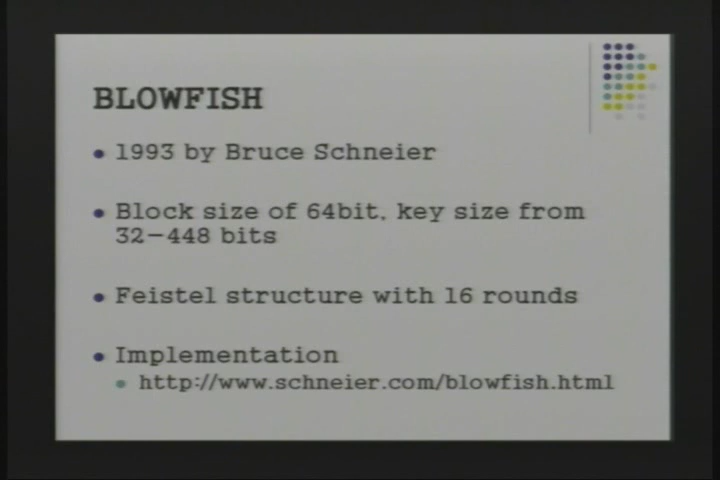 BLOWFISH
1993 by Bruce Schneier
Block size of 64bit, key size from
32-448 bits
Feistel structure with 16 rounds
Implementation
http://www.schneier.com/blowfish.html